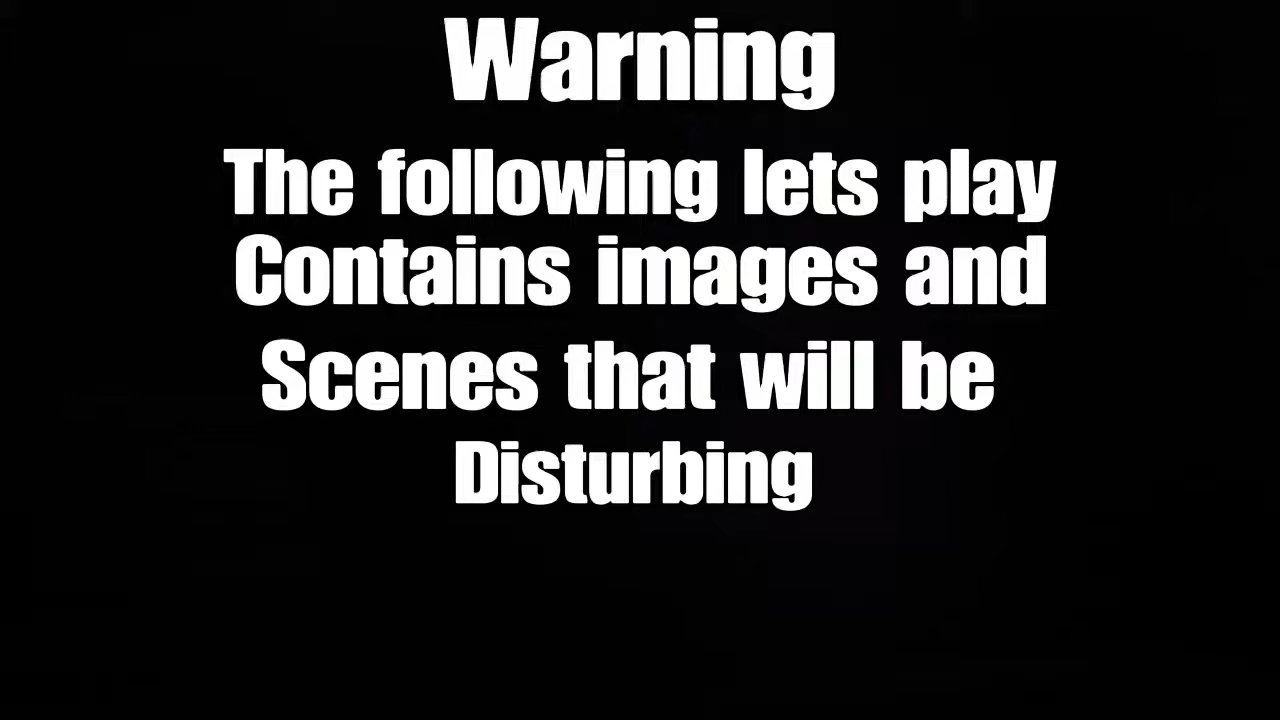 Warning
The following lets play
Contains images and
Scenes that will be
Disturbing